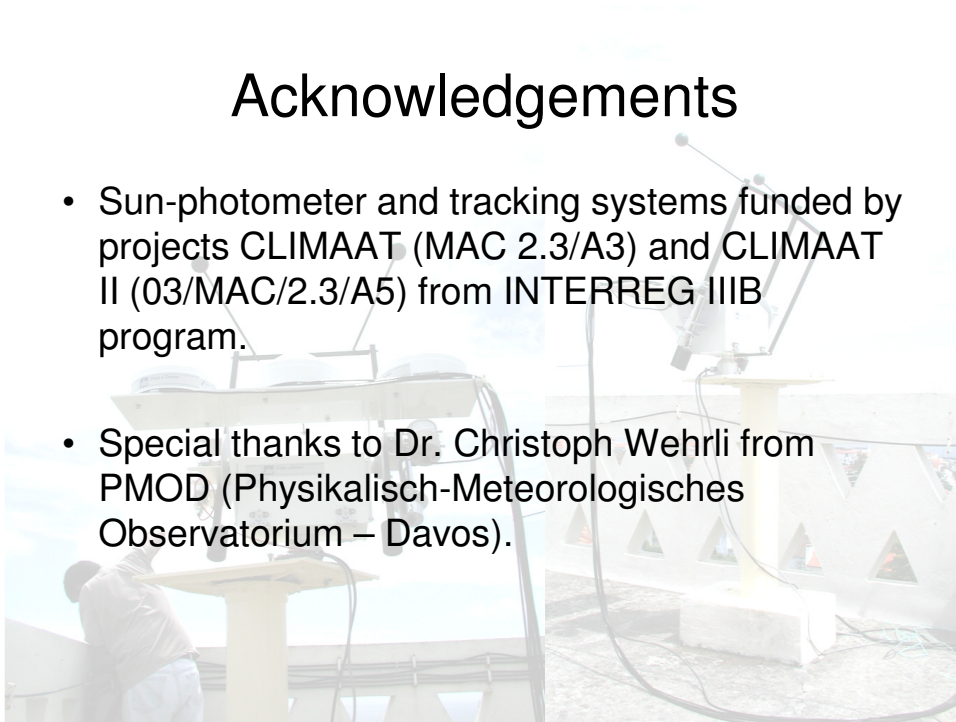 Acknowledgements
• Sun-photometer and tracking systems funded by
projects CLIMAAT (MAC 2.3/A3) and CLIMAAT
II (03/MAC/2.3/A5) from INTERREG IIIB
program.
• Special thanks to Dr. Christoph Wehrli from
PMOD (Physikalisch-Meteorologisches
Observatorium – Davos).